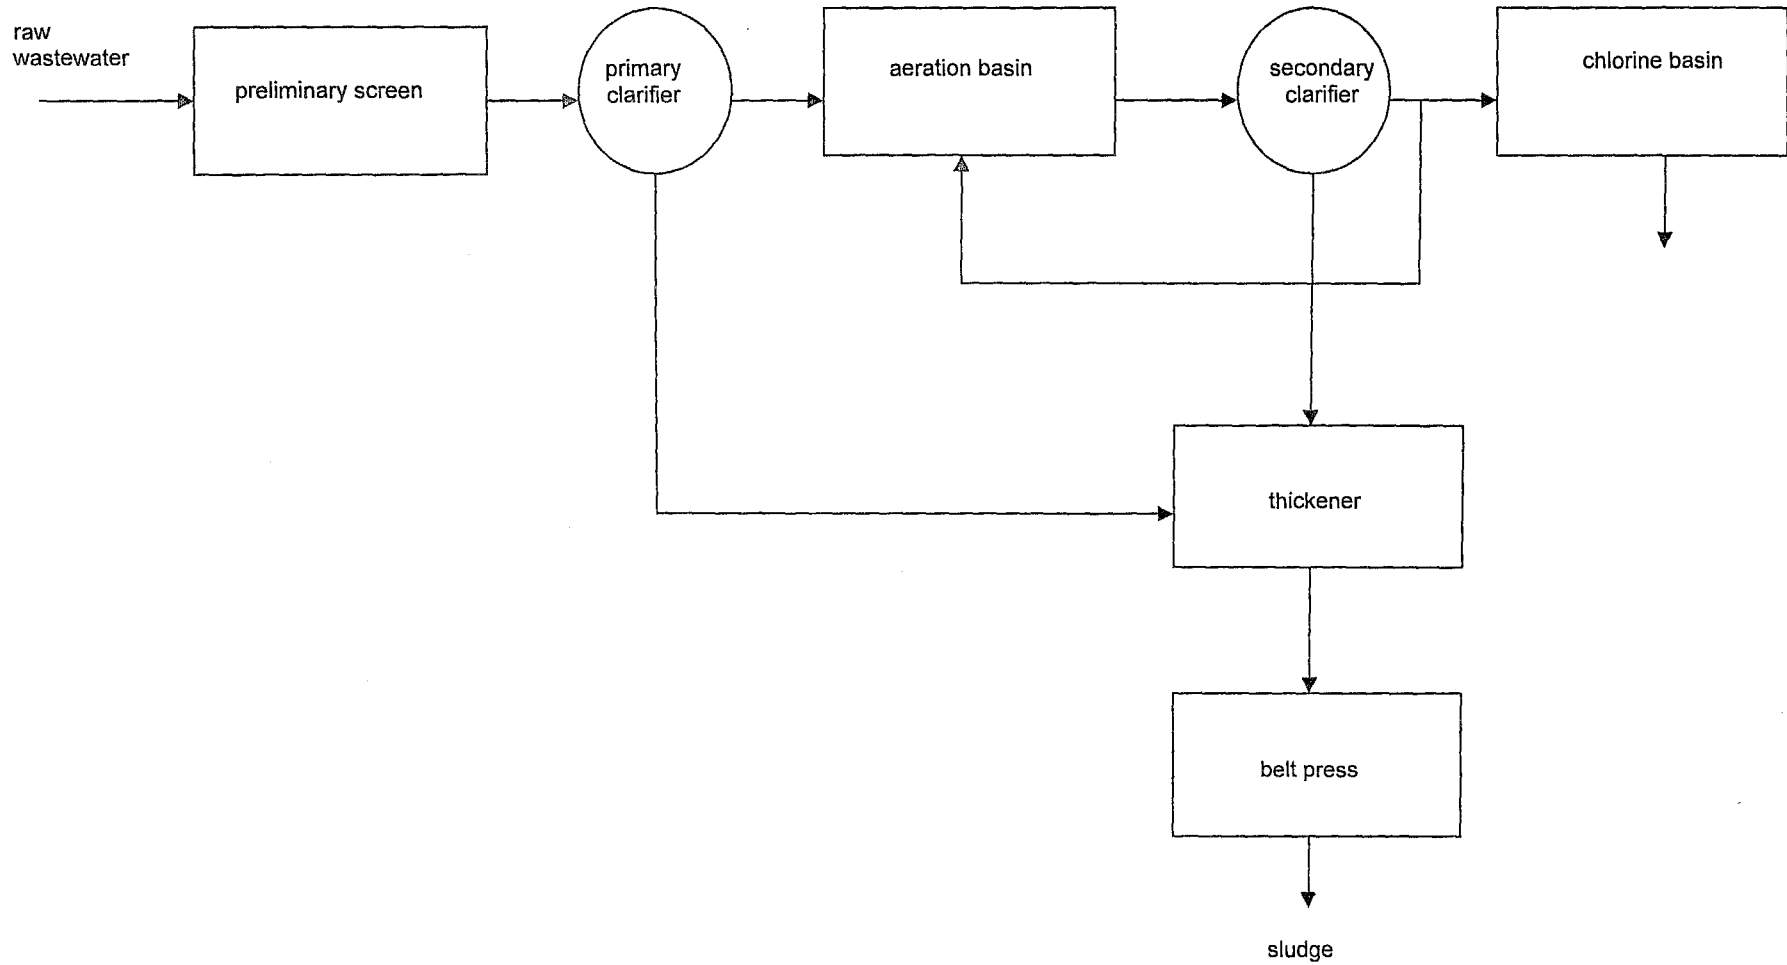 raw
wastewater
preliminary screen
primary
clarifier
aeration basin
secondary
clarifier
chlorine basin
thickener
belt press
sludge